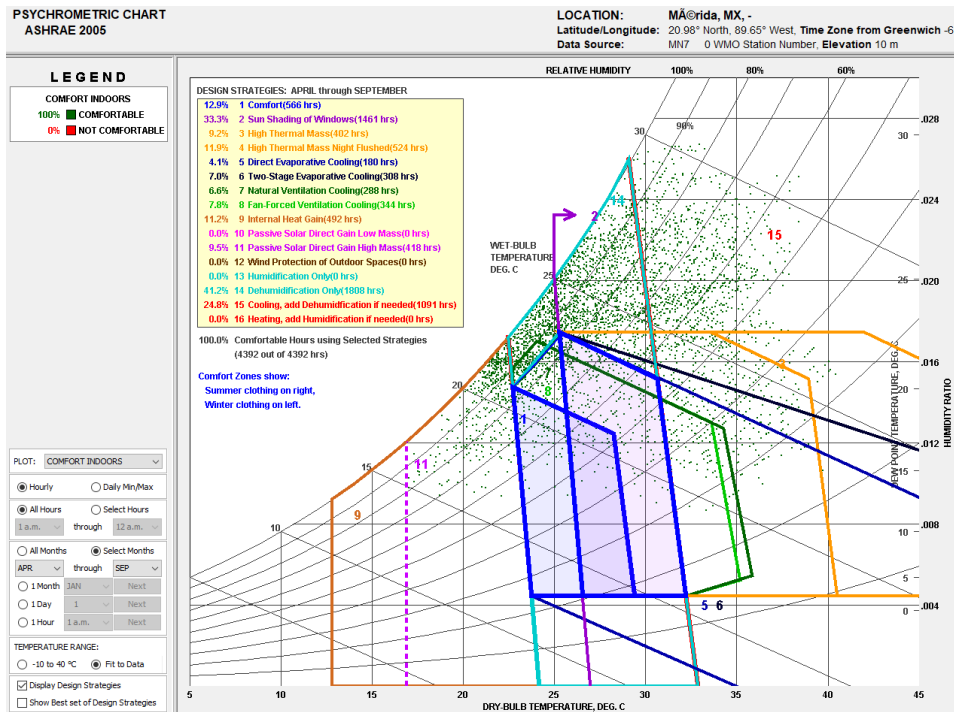 PSYCHROMETRIC CHART
ASHRAE 2005
LOCATION: MÃ©rida, MX, -
Latitude/Longitude: 20.98° North, 89.65° West, Time Zone from Greenwich -6
Data Source: MN7 0 WMO Station Number, Elevation 10 m
LEGEND
COMFORT INDOORS
100% COMFORTABLE
0% NOT COMFORTABLE
RELATIVE HUMIDITY 100% 80% 60%
90%
DESIGN STRATEGIES: APRIL through SEPTEMBER
12.9% 1 Comfort(566 hrs)
33.3% 2 Sun Shading of Windows(1461 hrs)
9.2% 3 High Thermal Mass(402 hrs)
11.9% 4 High Thermal Mass Night Flushed(524 hrs)
4.1% 5 Direct Evaporative Cooling(180 hrs)
7.0% 6 Two-Stage Evaporative Cooling(308 hrs)
6.6% 7 Natural Ventilation Cooling(288 hrs)
7.8% 8 Fan-Forced Ventilation Cooling(344 hrs)
11.2% 9 Internal Heat Gain(492 hrs)
0.0% 10 Passive Solar Direct Gain Low Mass(0 hrs)
9.5% 11 Passive Solar Direct Gain High Mass(418 hrs)
0.0% 12 Wind Protection of Outdoor Spaces(0 hrs)
0.0% 13 Humidification Only(0 hrs)
41.2% 14 Dehumidification Only(1808 hrs)
24.8% 15 Cooling, add Dehumidification if needed(1091 hrs)
0.0% 16 Heating, add Humidification if needed(0 hrs)
100.0% Comfortable Hours using Selected Strategies
(4392 out of 4392 hrs)
Comfort Zones show:
Summer clothing on right,
Winter clothing on left.
WET-BULB
TEMPERATURE
DEG. C
10
15
20
25
30
1
2
7
8
9
11
14
15
5 6
30
25
20
15
10
5
0
DEW POINT TEMPERATURE, DEG. C
.028
.024
.020
.016
.012
.008
.004
HUMIDITY RATIO
5 10 15 20 25 30 35 40 45
DRY-BULB TEMPERATURE, DEG. C
PLOT: COMFORT INDOORS
Hourly Daily Min/Max
All Hours Select Hours
1 a.m. through 12 a.m.
All Months Select Months
APR through SEP
1 Month JAN Next
1 Day 1 Next
1 Hour 1 a.m. Next
TEMPERATURE RANGE:
-10 to 40 °C Fit to Data
Display Design Strategies
Show Best set of Design Strategies